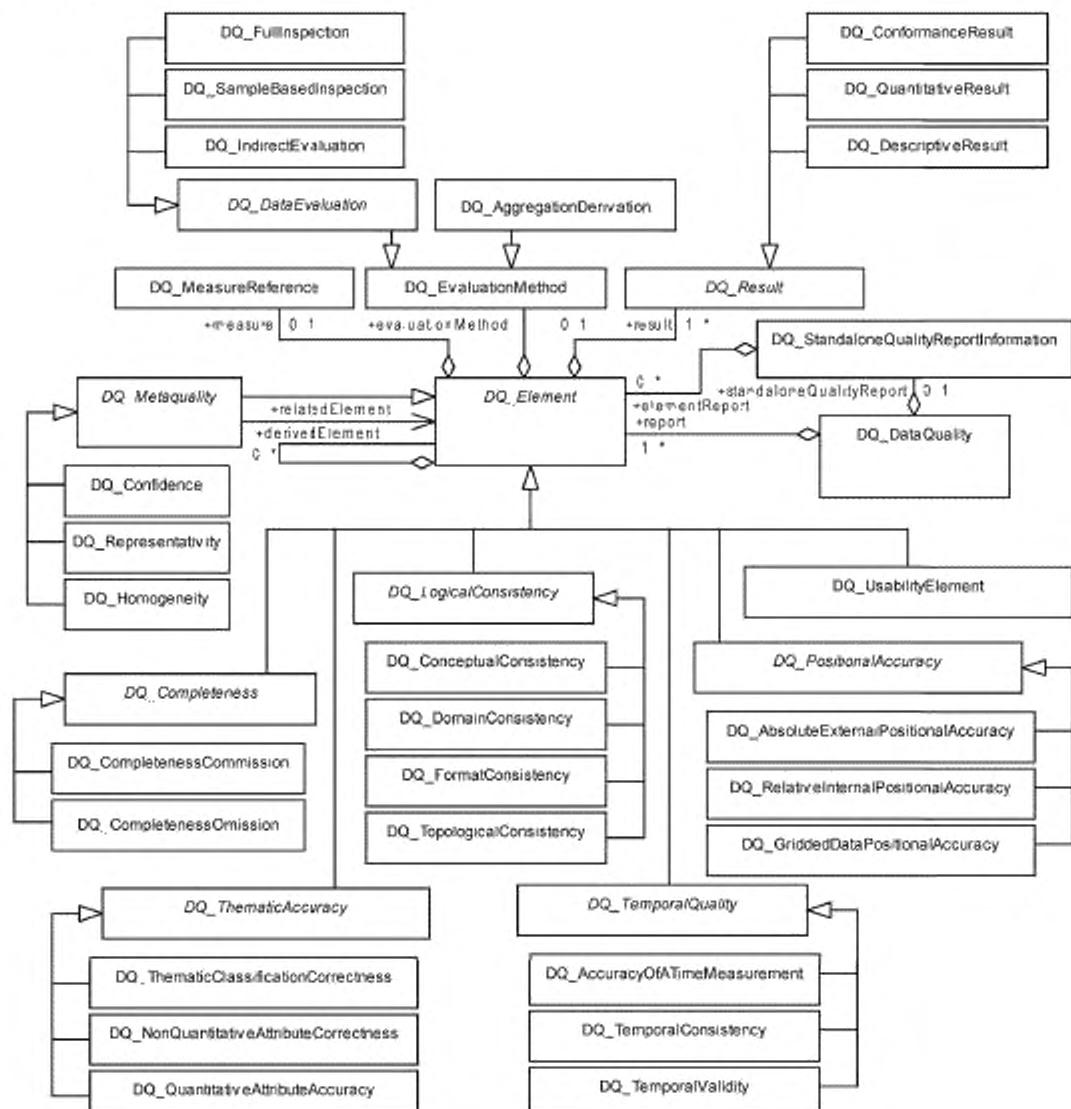 DQ_FullInspection
DQ_ConformanceResult
DQ_SampleBasedInspection
DQ_QuantitativeResult
DQ_IndirectEvaluation
DQ_DescriptiveResult
DQ_DataEvaluation
DQ_AggregationDerivation
DQ_MeasureReference
DQ_EvaluationMethod
DQ_Result
+measure 0 1
+evaluationMethod 0 1
+result 1 *
DQ_StandaloneQualityReportInformation
DQ_Metaquality
DQ_Element
0 *
+standaloneQualityReport 0 1
+elementReport
+relatedElement
+report
+derivedElement
0 *
1 *
DQ_DataQuality
DQ_Confidence
DQ_Representativity
DQ_Homogeneity
DQ_LogicalConsistency
DQ_UsabilityElement
DQ_ConceptualConsistency
DQ_PositionalAccuracy
DQ_Completeness
DQ_DomainConsistency
DQ_AbsoluteExternalPositionalAccuracy
DQ_CompletenessCommission
DQ_FormatConsistency
DQ_RelativeInternalPositionalAccuracy
DQ_CompletenessOmission
DQ_TopologicalConsistency
DQ_GriddedDataPositionalAccuracy
DQ_ThematicAccuracy
DQ_TemporalQuality
DQ_ThematicClassificationCorrectness
DQ_AccuracyOfATimeMeasurement
DQ_NonQuantitativeAttributeCorrectness
DQ_TemporalConsistency
DQ_QuantitativeAttributeAccuracy
DQ_TemporalValidity